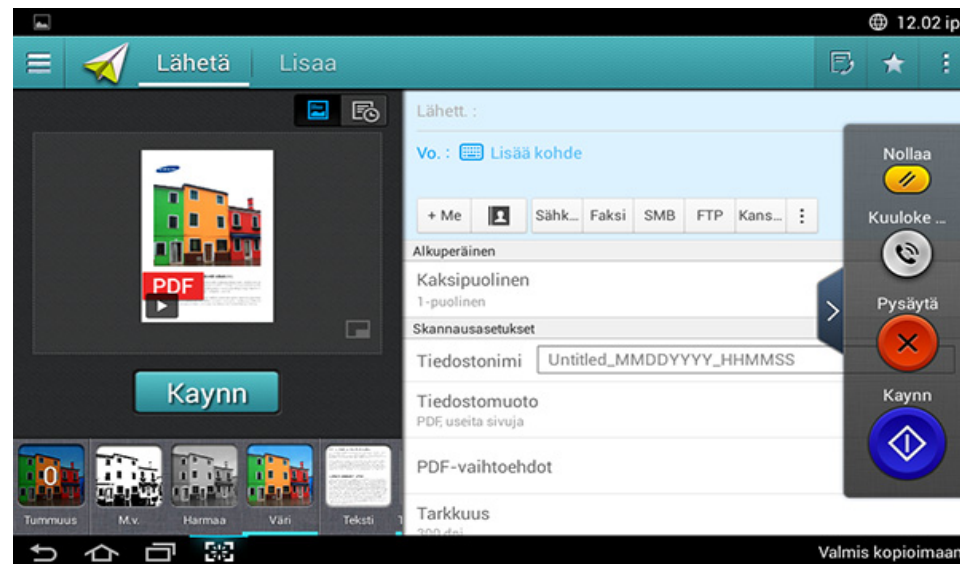 12.02 ip
Lähetä
Lisaa
Lähett. :
Vo. : Lisää kohde
+ Me
Sähk...
Faksi
SMB
FTP
Kans...
Alkuperäinen
Kaksipuolinen
1-puolinen
Skannausasetukset
Tiedostonimi
Untitled_MMDDYYYY_HHMMSS
Tiedostomuoto
PDF, useita sivuja
PDF-vaihtoehdot
Tarkkuus
PDF
Kaynn
0
Tummuus
M.v.
Harmaa
Väri
Teksti
Nollaa
Kuuloke ...
Pysäytä
Kaynn
Valmis kopioimaan